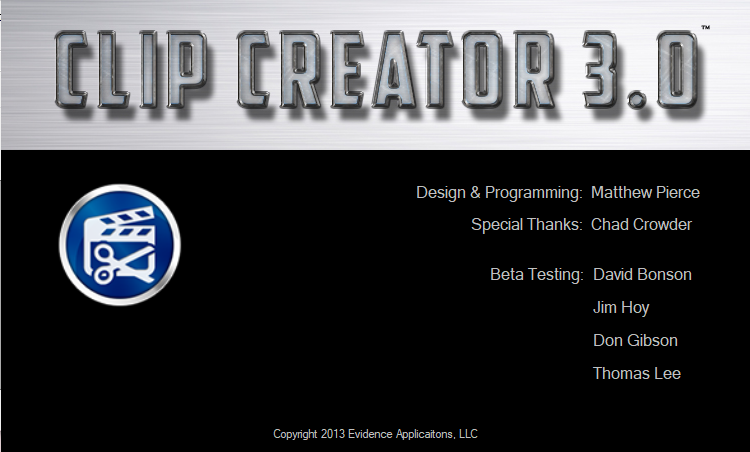 CLIP CREATOR 3.0™
Design & Programming: Matthew Pierce
Special Thanks: Chad Crowder
Beta Testing: David Bonson
Jim Hoy
Don Gibson
Thomas Lee
Copyright 2013 Evidence Applicaitons, LLC